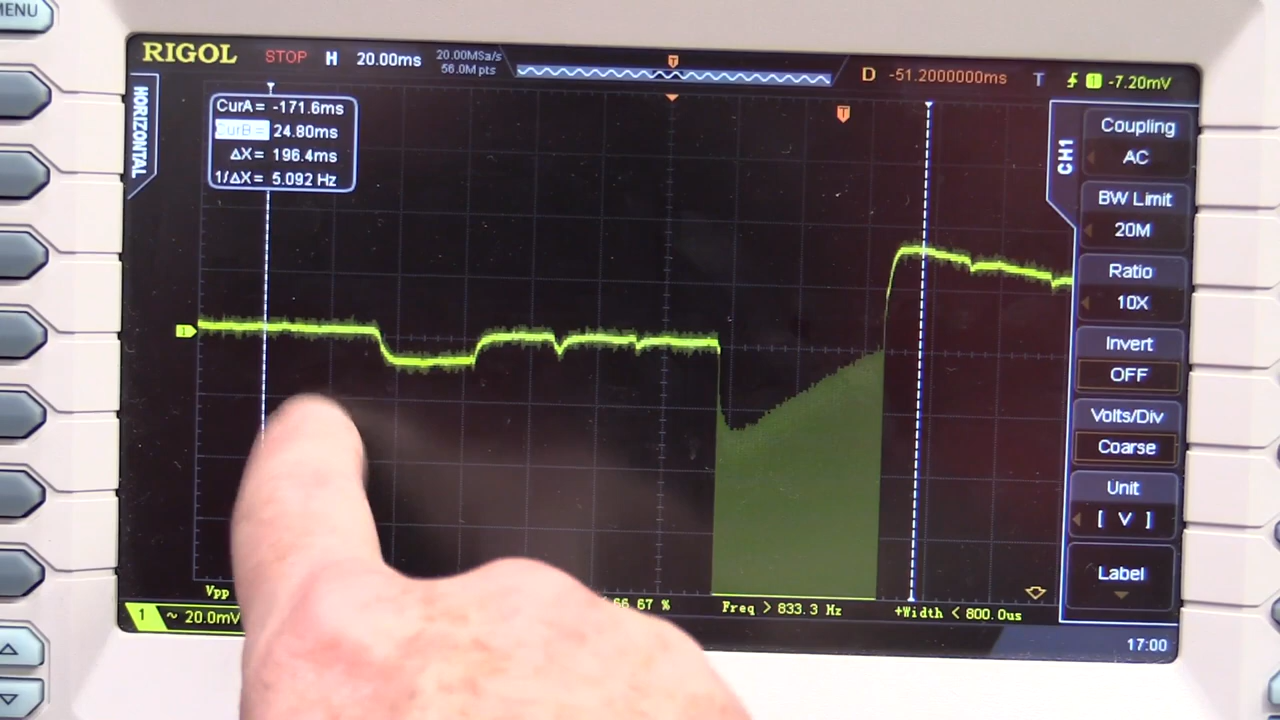 MENU
RIGOL STOP H 20.00ms 20.00MSa/s 56.0M pts T D -51.2000000ms T 1 -7.20mV
HORIZONTAL
CurA= -171.6ms
CurB= 24.80ms
ΔX= 196.4ms
1/ΔX= 5.092 Hz
T
1
CH1
Coupling
AC
BW Limit
20M
Ratio
10X
Invert
OFF
Volts/Div
Coarse
Unit
[ V ]
Label
Vpp 66.67 % Freq > 833.3 Hz +Width < 800.0us
1 ~ 20.0mV
17:00